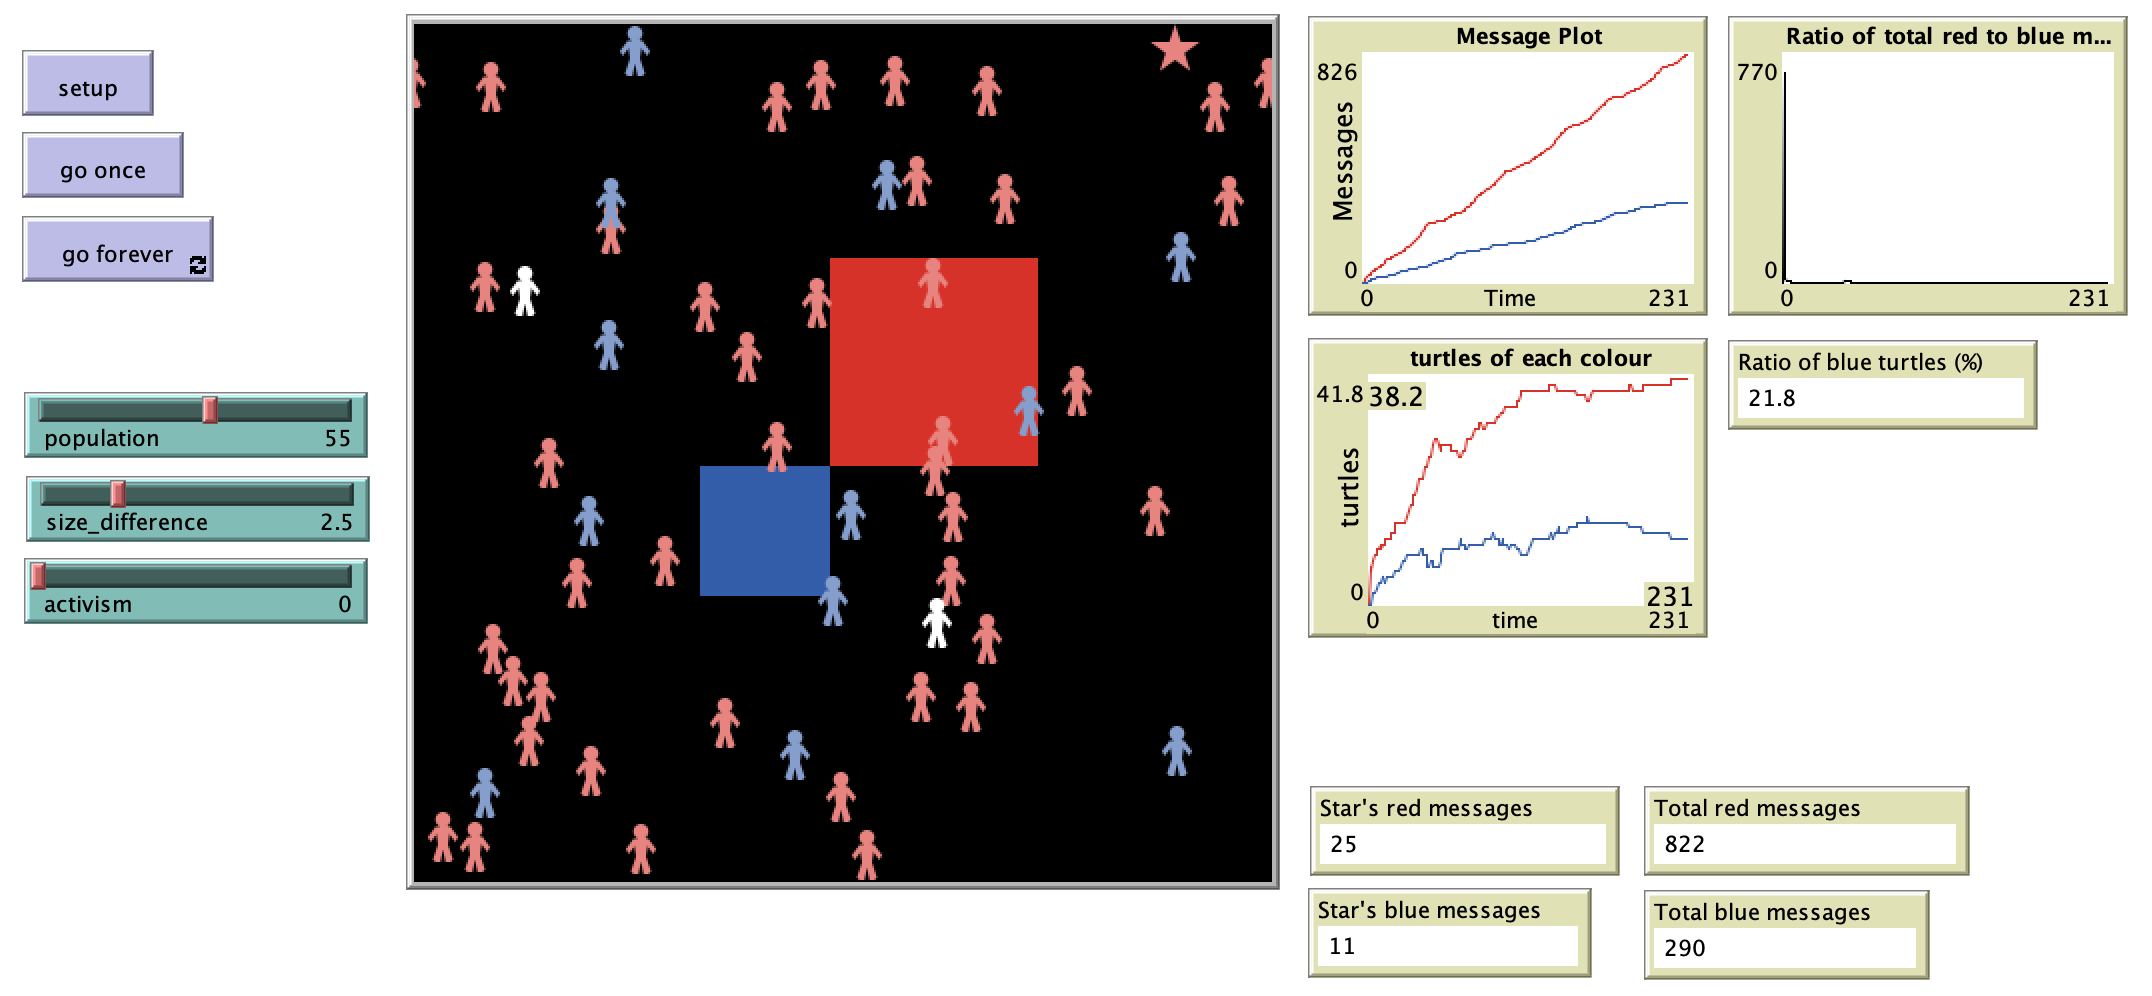 setup
go once
go forever
population 55
size_difference 2.5
activism 0
Message Plot
826
Messages
0
0 Time 231
Ratio of total red to blue m...
770
0
0 231
turtles of each colour
41.8 38.2
turtles
0
231
0 time 231
Ratio of blue turtles (%)
21.8
Star's red messages
25
Total red messages
822
Star's blue messages
11
Total blue messages
290